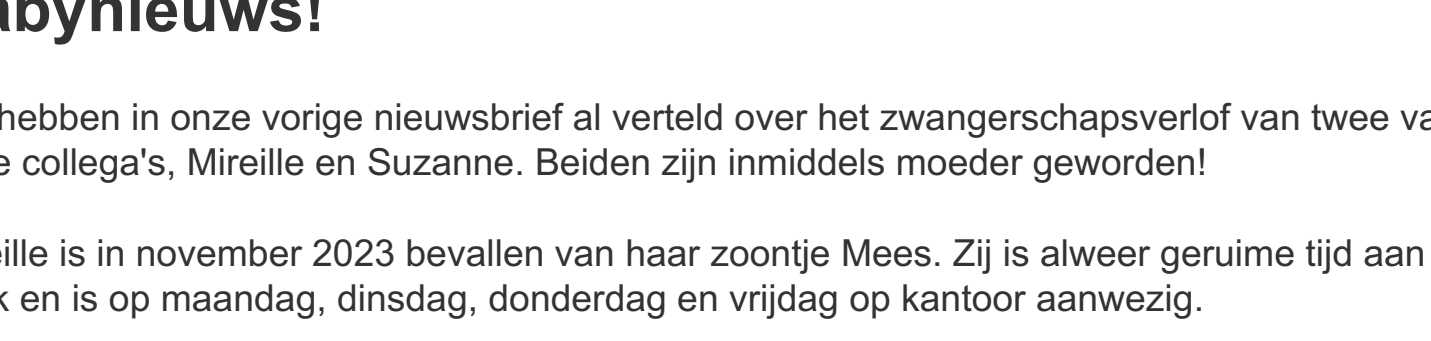 abynieuws!
hebben in onze vorige nieuwsbrief al verteld over het zwangerschapsverlof van twee va
e collega's, Mireille en Suzanne. Beiden zijn inmiddels moeder geworden!
eille is in november 2023 bevallen van haar zoontje Mees. Zij is alweer geruime tijd aan
k en is op maandag, dinsdag, donderdag en vrijdag op kantoor aanwezig.